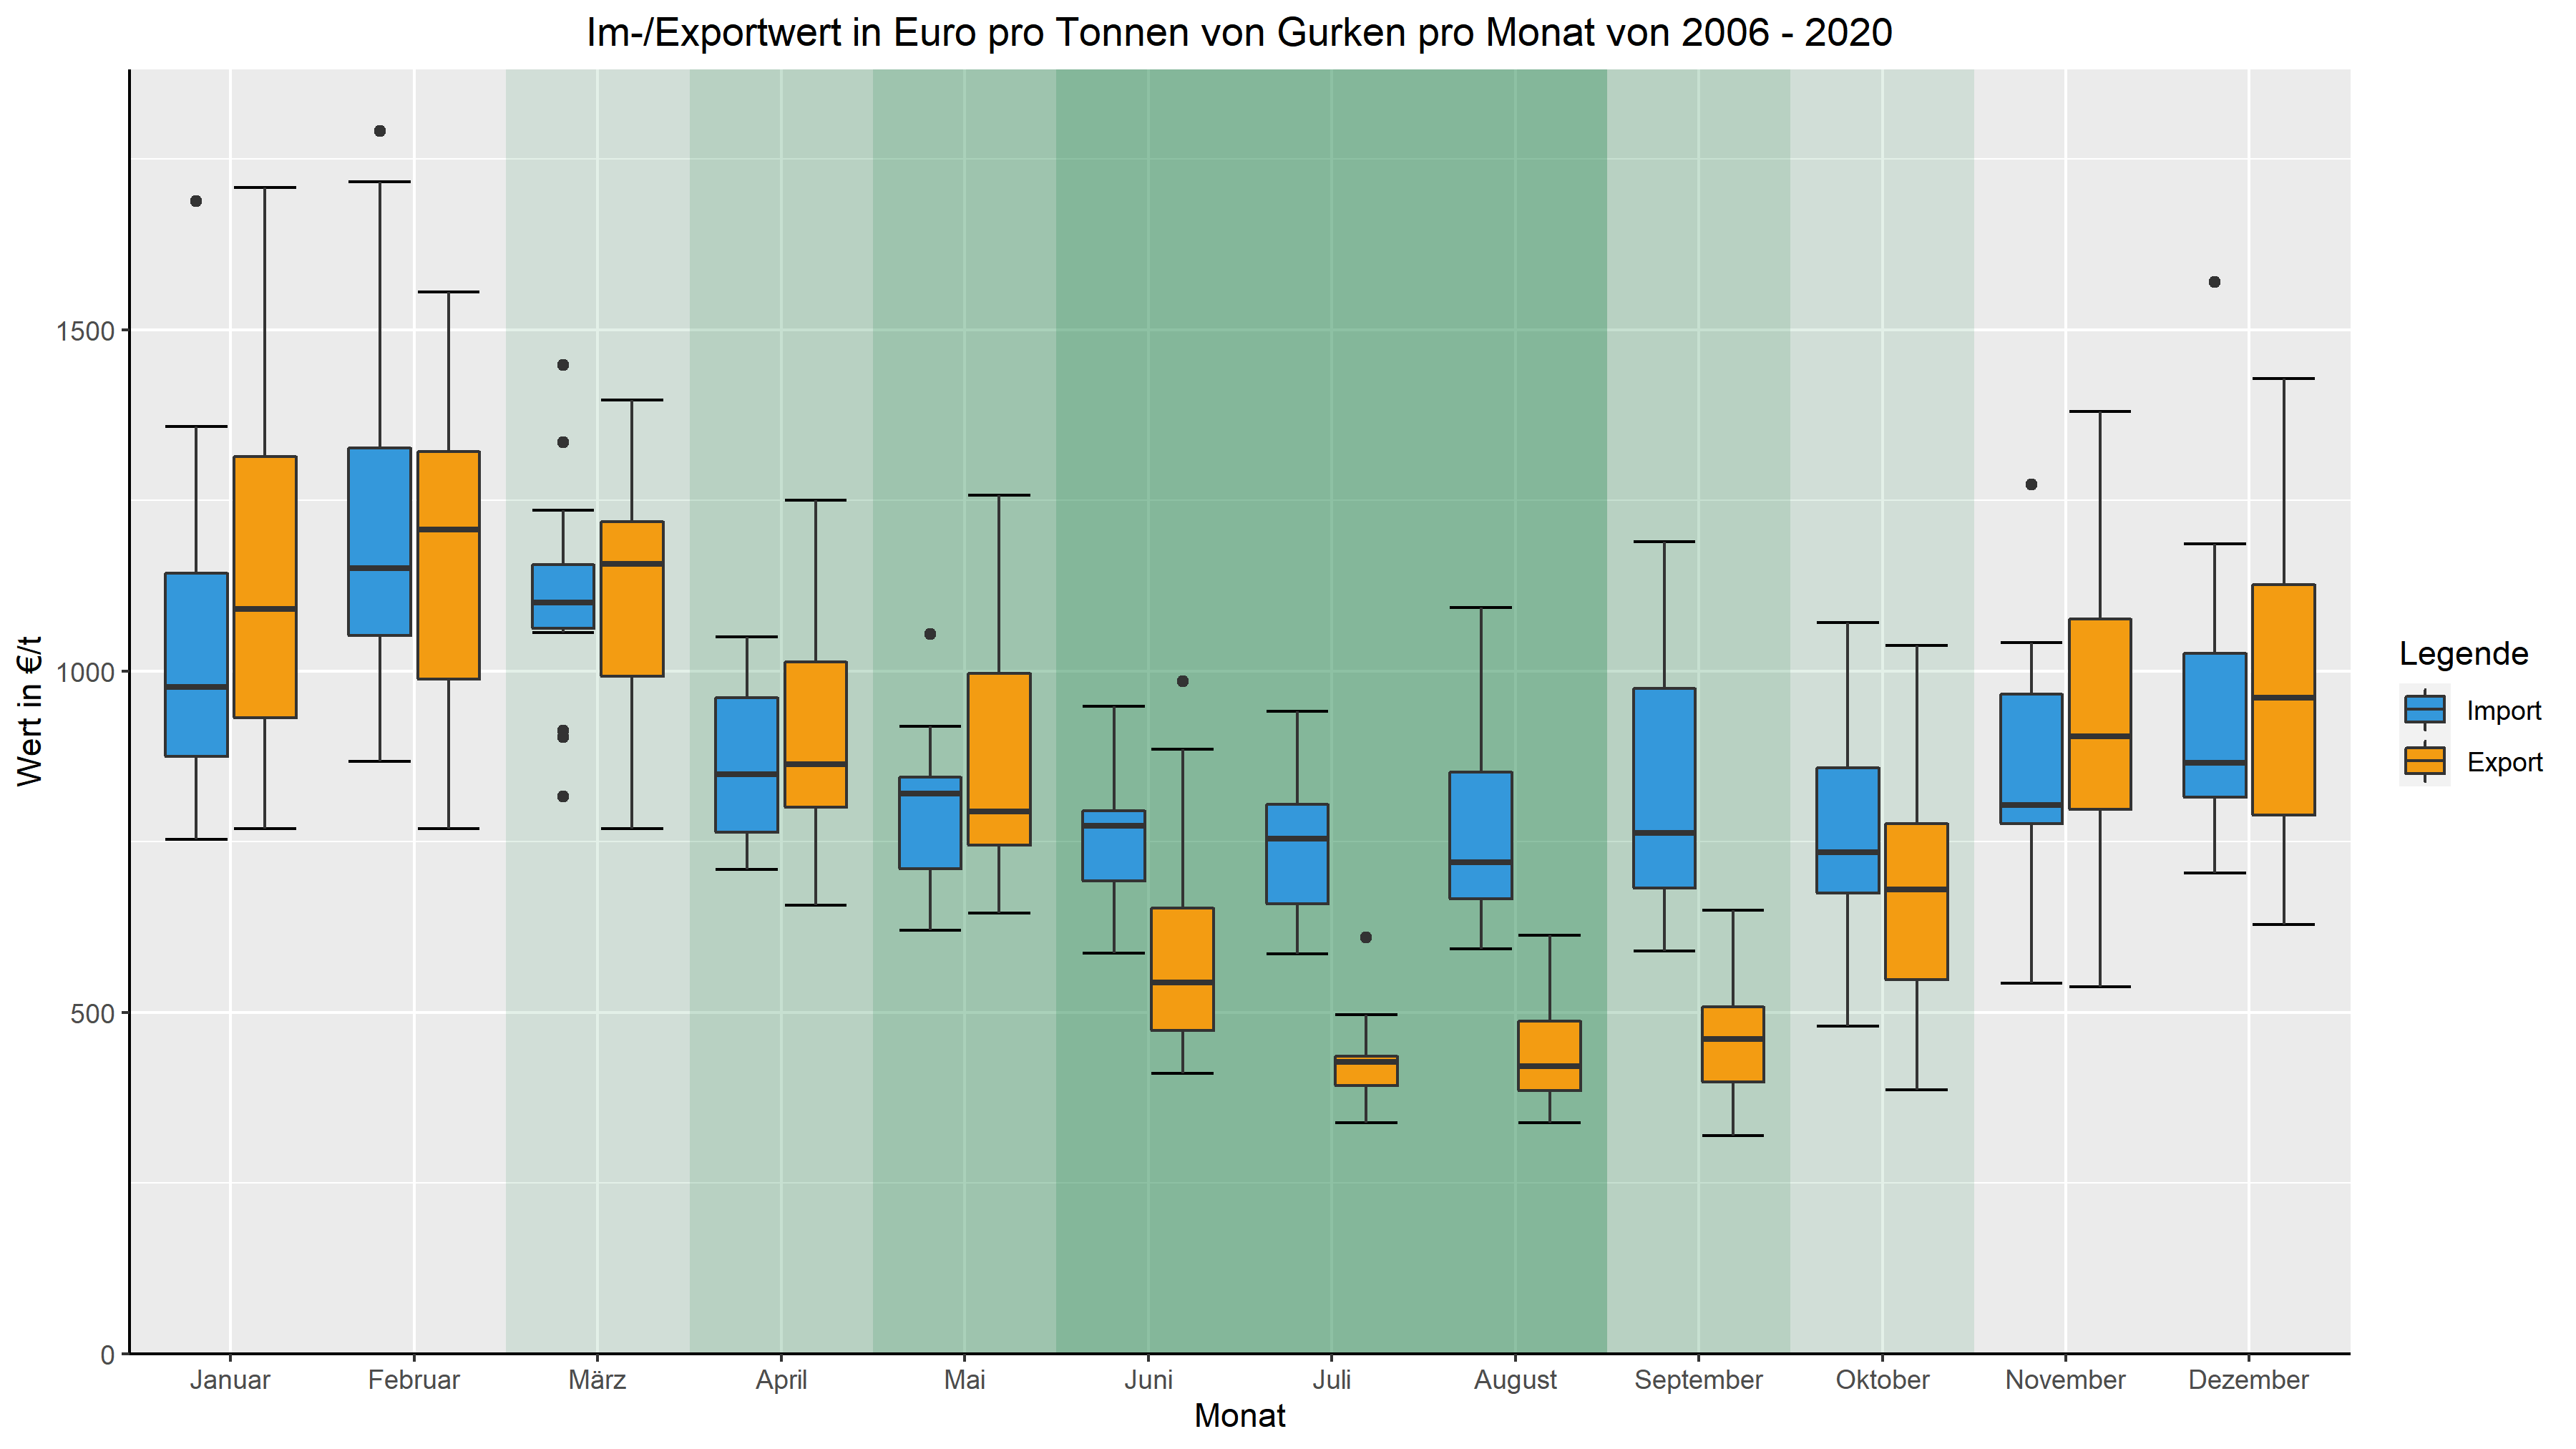 Im-/Exportwert in Euro pro Tonnen von Gurken pro Monat von 2006 - 2020
Wert in €/t
1500
1000
500
0
Januar Februar März April Mai Juni Juli August September Oktober November Dezember
Monat
Legende
Import
Export